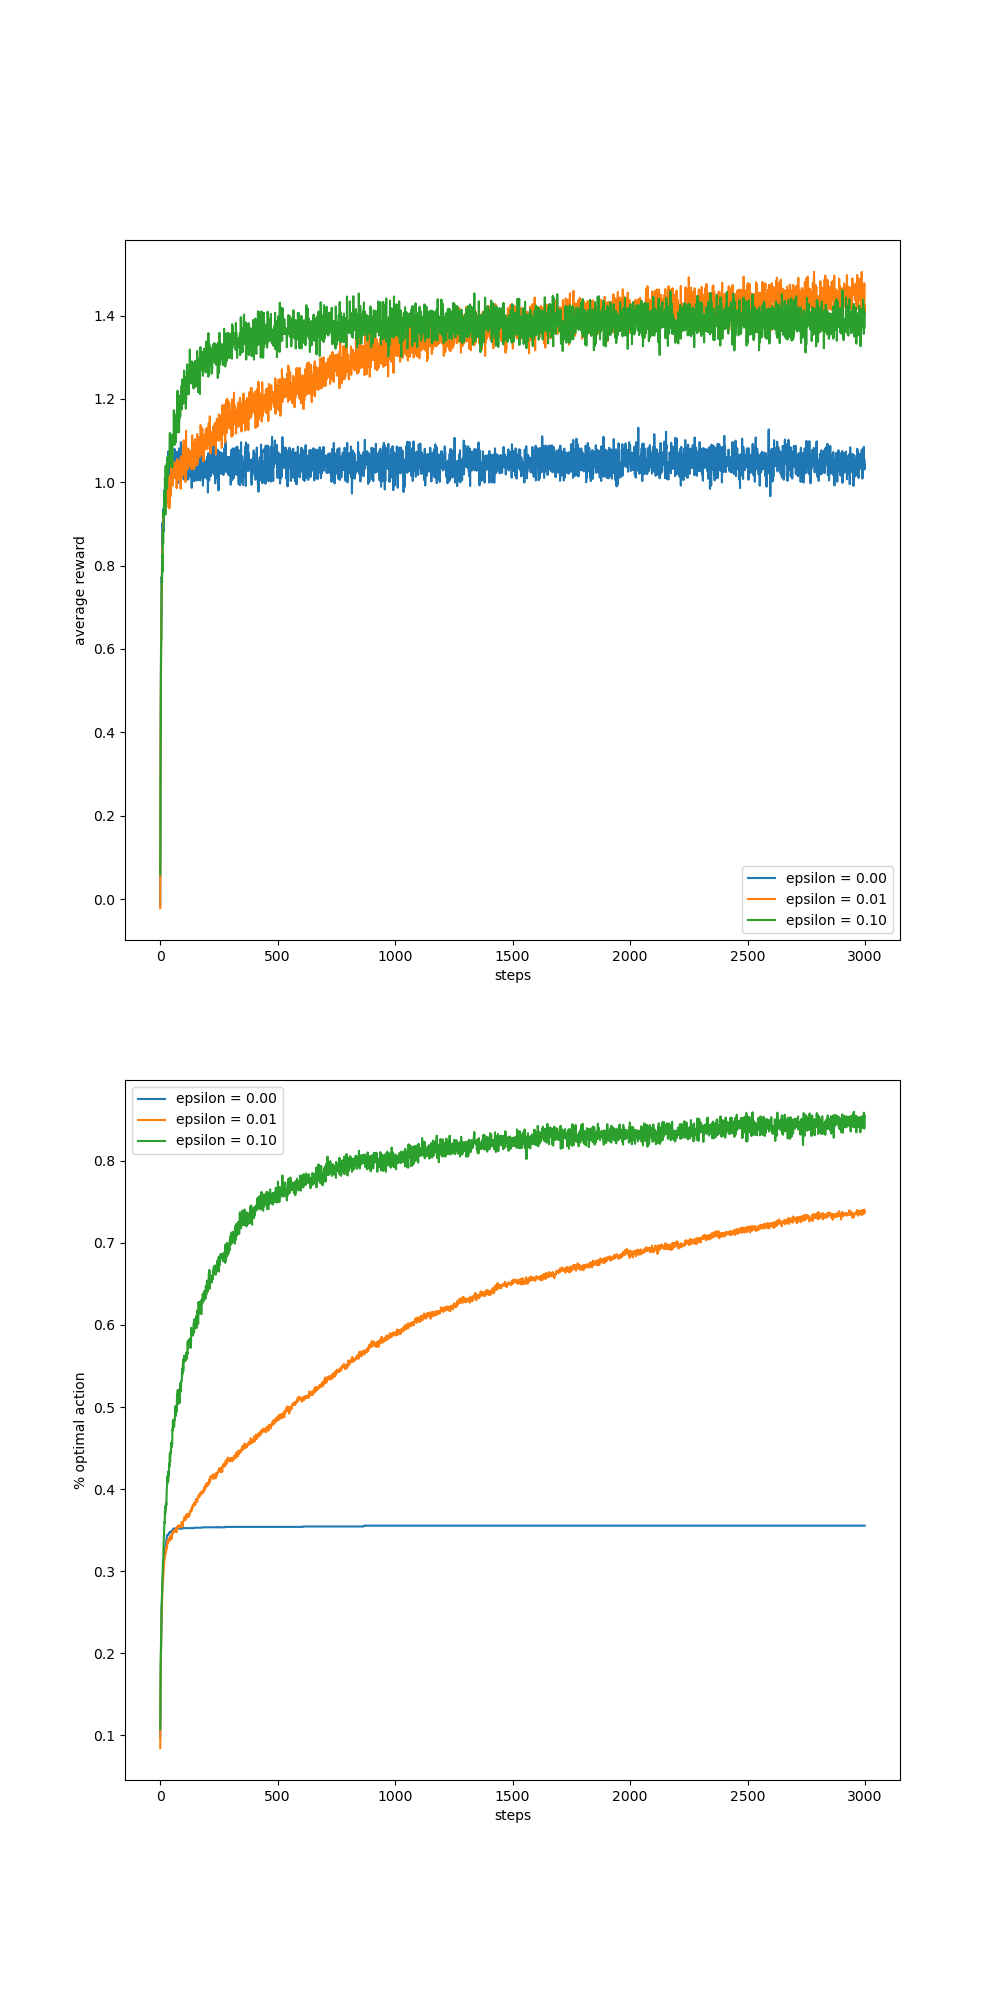 1.4
1.2
1.0
0.8
0.6
0.4
0.2
0.0
average reward
epsilon = 0.00
epsilon = 0.01
epsilon = 0.10
0 500 1000 1500 2000 2500 3000
steps
epsilon = 0.00
epsilon = 0.01
epsilon = 0.10
0.8
0.7
0.6
0.5
0.4
0.3
0.2
0.1
% optimal action
0 500 1000 1500 2000 2500 3000
steps